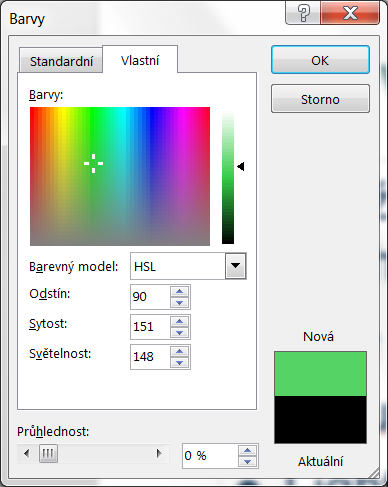 Barvy
Standardní
Vlastní
OK
Storno
Barvy:
Barevný model: HSL
Odstín: 90
Sytost: 151
Světelnost: 148
Nová
Aktuální
Průhlednost:
0 %